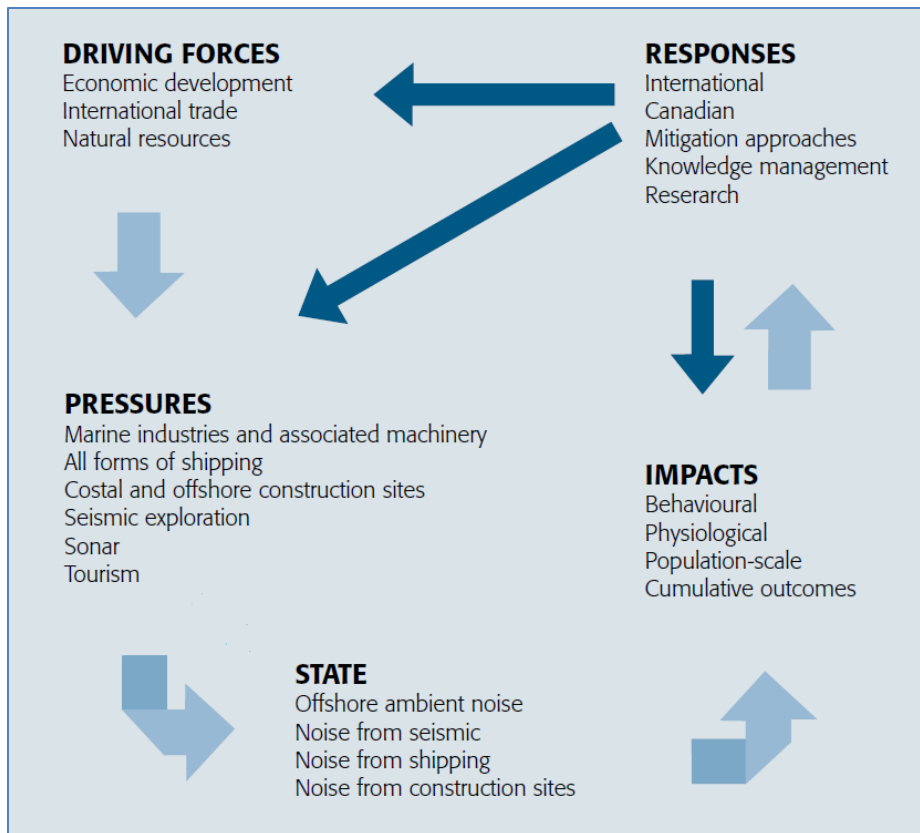 DRIVING FORCES
Economic development
International trade
Natural resources
RESPONSES
International
Canadian
Mitigation approaches
Knowledge management
Reserarch
PRESSURES
Marine industries and associated machinery
All forms of shipping
Costal and offshore construction sites
Seismic exploration
Sonar
Tourism
IMPACTS
Behavioural
Physiological
Population-scale
Cumulative outcomes
STATE
Offshore ambient noise
Noise from seismic
Noise from shipping
Noise from construction sites